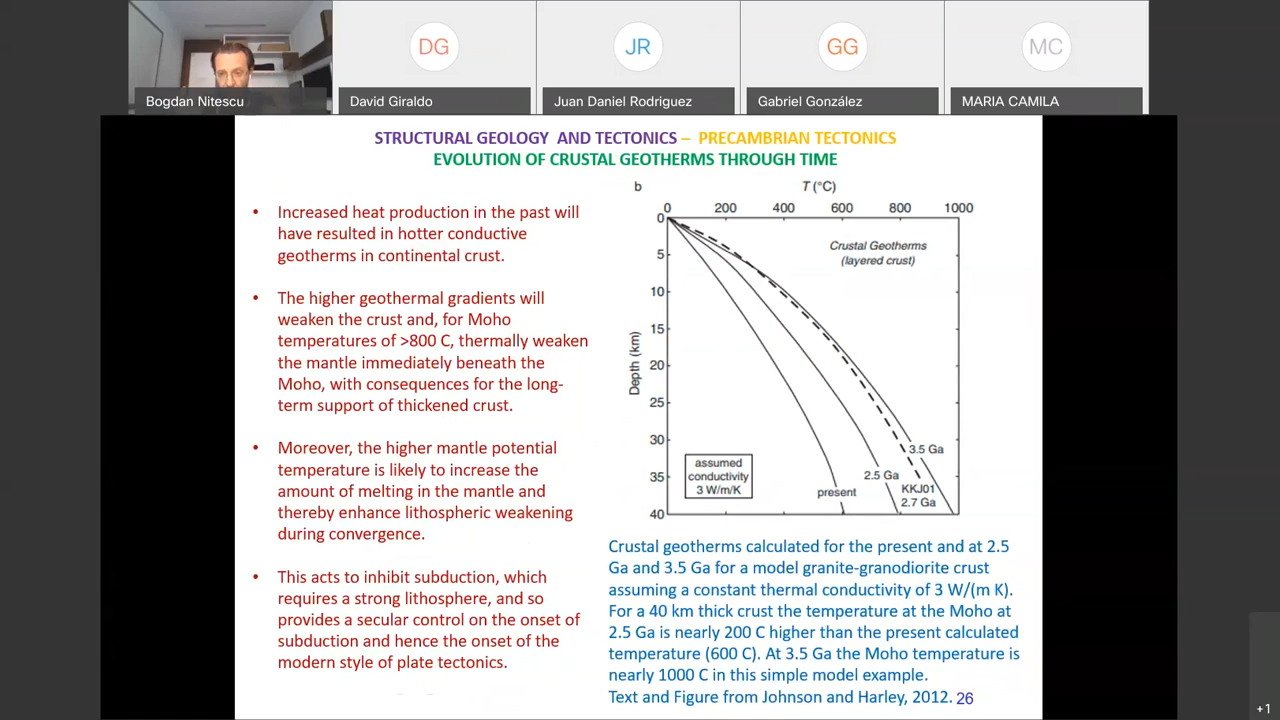 DG
JR
GG
MC
Bogdan Nitescu
David Giraldo
Juan Daniel Rodriguez
Gabriel González
MARIA CAMILA
STRUCTURAL GEOLOGY AND TECTONICS – PRECAMBRIAN TECTONICS
EVOLUTION OF CRUSTAL GEOTHERMS THROUGH TIME
• Increased heat production in the past will
have resulted in hotter conductive
geotherms in continental crust.
• The higher geothermal gradients will
weaken the crust and, for Moho
temperatures of >800 C, thermally weaken
the mantle immediately beneath the
Moho, with consequences for the long-
term support of thickened crust.
• Moreover, the higher mantle potential
temperature is likely to increase the
amount of melting in the mantle and
thereby enhance lithospheric weakening
during convergence.
• This acts to inhibit subduction, which
requires a strong lithosphere, and so
provides a secular control on the onset of
subduction and hence the onset of the
modern style of plate tectonics.
b
T (°C)
0 200 400 600 800 1000
0
5
10
15
20
25
30
35
40
Depth (km)
Crustal Geotherms
(layered crust)
assumed
conductivity
3 W/m/K
present
2.5 Ga
3.5 Ga
KKJ01
2.7 Ga
Crustal geotherms calculated for the present and at 2.5
Ga and 3.5 Ga for a model granite-granodiorite crust
assuming a constant thermal conductivity of 3 W/(m K).
For a 40 km thick crust the temperature at the Moho at
2.5 Ga is nearly 200 C higher than the present calculated
temperature (600 C). At 3.5 Ga the Moho temperature is
nearly 1000 C in this simple model example.
Text and Figure from Johnson and Harley, 2012. 26
+1